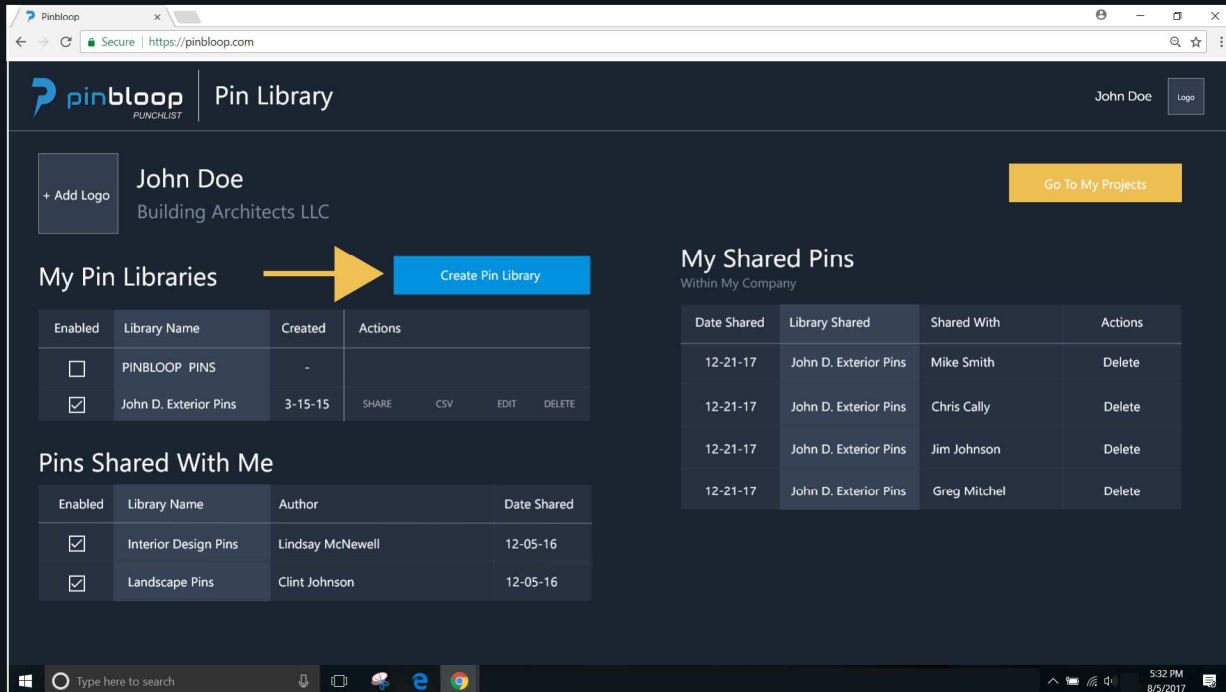 Pinbloop
Secure | https://pinbloop.com
pinbloop
PUNCHLIST
Pin Library
John Doe
Logo
+ Add Logo
John Doe
Building Architects LLC
Go To My Projects
My Pin Libraries
Create Pin Library
Enabled Library Name Created Actions
PINBLOOP PINS -
John D. Exterior Pins 3-15-15 SHARE CSV EDIT DELETE
Pins Shared With Me
Enabled Library Name Author Date Shared
Interior Design Pins Lindsay McNewell 12-05-16
Landscape Pins Clint Johnson 12-05-16
My Shared Pins
Within My Company
Date Shared Library Shared Shared With Actions
12-21-17 John D. Exterior Pins Mike Smith Delete
12-21-17 John D. Exterior Pins Chris Cally Delete
12-21-17 John D. Exterior Pins Jim Johnson Delete
12-21-17 John D. Exterior Pins Greg Mitchel Delete
Type here to search
5:32 PM
8/5/2017